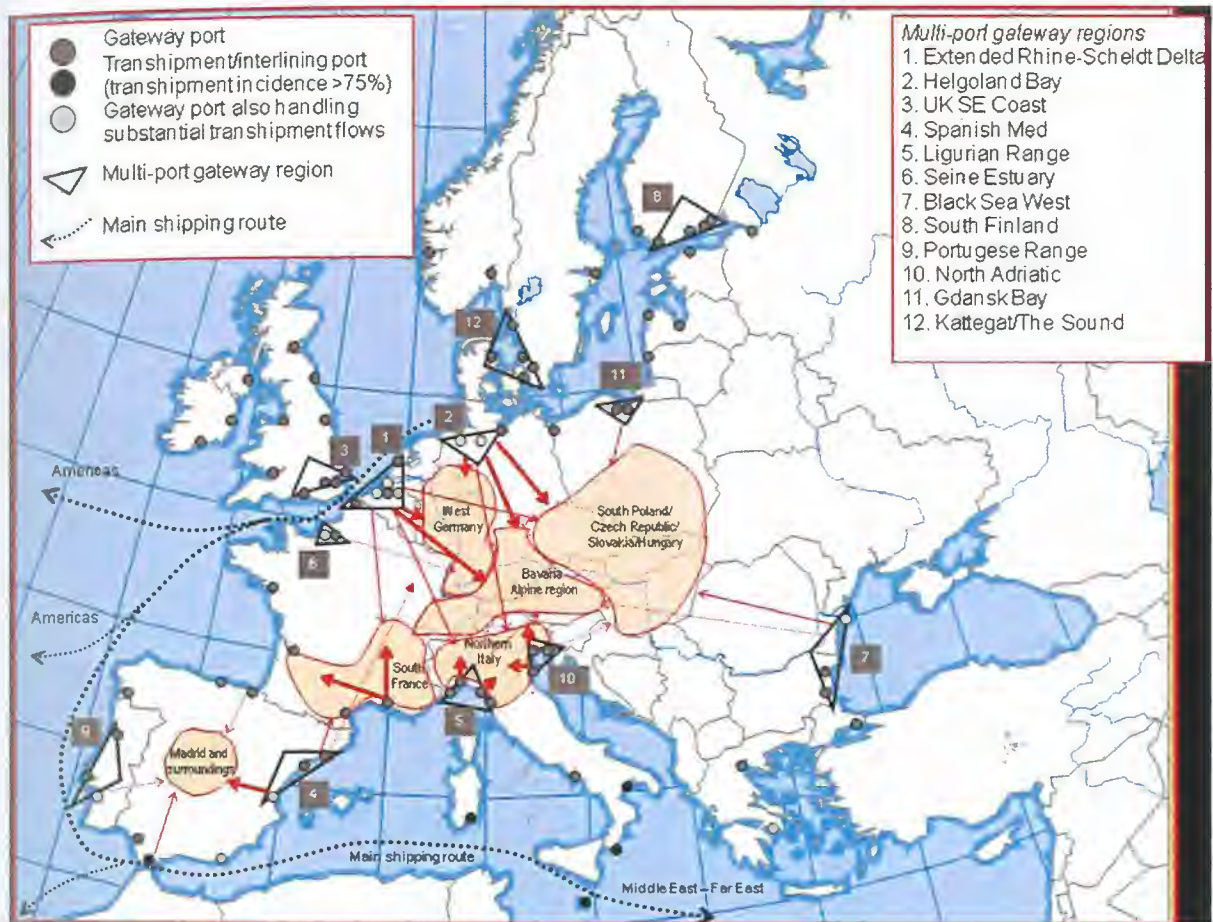 Gateway port
Transhipment/interlining port
(transhipment incidence >75%)
Gateway port also handling
substantial transhipment flows
Multi-port gateway region
Main shipping route
Multi-port gateway regions
1. Extended Rhine-Scheldt Delta
2. Helgoland Bay
3. UK SE Coast
4. Spanish Med
5. Ligurian Range
6. Seine Estuary
7. Black Sea West
8. South Finland
9. Portugese Range
10. North Adriatic
11. Gdansk Bay
12. Kattegat/The Sound
8
12
11
2
1
3
Americas
West
Germany
South Poland/
Czech Republic/
Slovakia/Hungary
6
Bavaria
Alpine region
Americas
Northern
Italy
South
France
7
10
5
9
Madrid and
surroundings
4
Main shipping route
Middle East – Far East